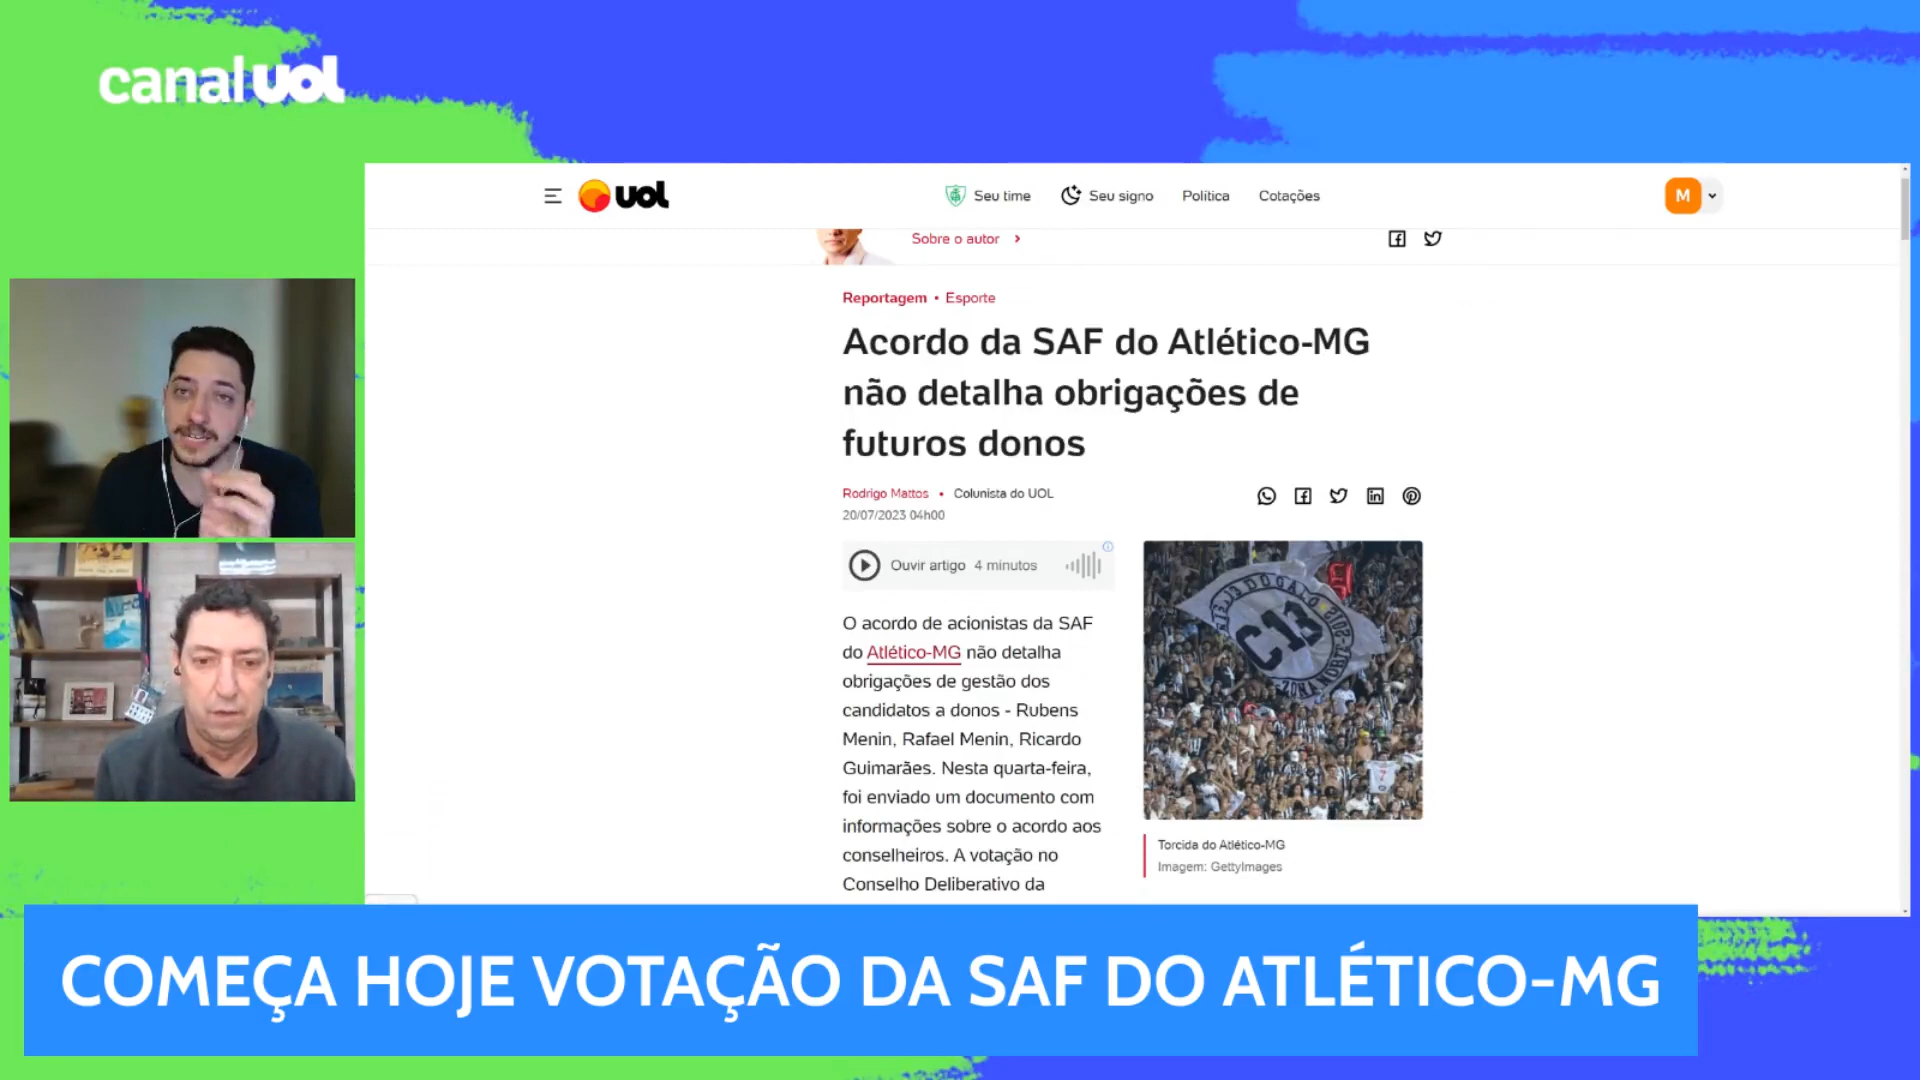 canal UOL
UOL
Seu time
Seu signo
Política
Cotações
M
Sobre o autor
Reportagem • Esporte
Acordo da SAF do Atlético-MG
não detalha obrigações de
futuros donos
Rodrigo Mattos • Colunista do UOL
20/07/2023 04h00
Ouvir artigo 4 minutos
O acordo de acionistas da SAF
do Atlético-MG não detalha
obrigações de gestão dos
candidatos a donos - Rubens
Menin, Rafael Menin, Ricardo
Guimarães. Nesta quarta-feira,
foi enviado um documento com
informações sobre o acordo aos
conselheiros. A votação no
Conselho Deliberativo da
C13
Torcida do Atlético-MG
Imagem: GettyImages
COMEÇA HOJE VOTAÇÃO DA SAF DO ATLÉTICO-MG